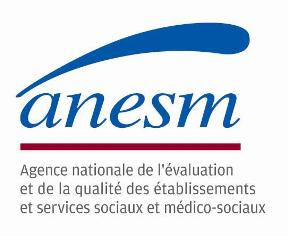 anesm
Agence nationale de l'évaluation
et de la qualité des établissements
et services sociaux et médico-sociaux